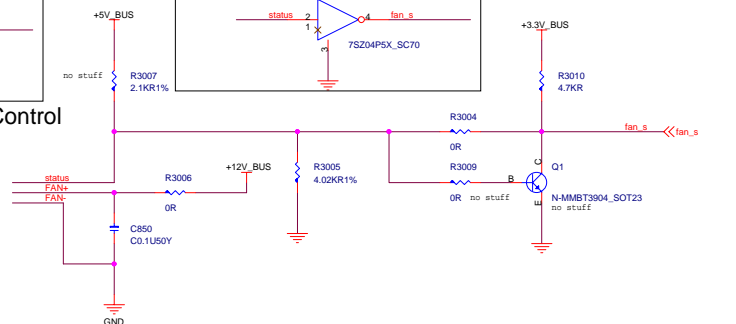 +5V_BUS
status
2
1
4
fan_s
3
7SZ04P5X_SC70
+3.3V_BUS
no stuff
R3007
2.1KR1%
R3010
4.7KR
Control
R3004
0R
fan_s
fan_s
status
FAN+
FAN-
R3006
0R
+12V_BUS
R3005
4.02KR1%
R3009
0R
no stuff
B
C
E
Q1
N-MMBT3904_SOT23
no stuff
C850
C0.1U50Y
GND